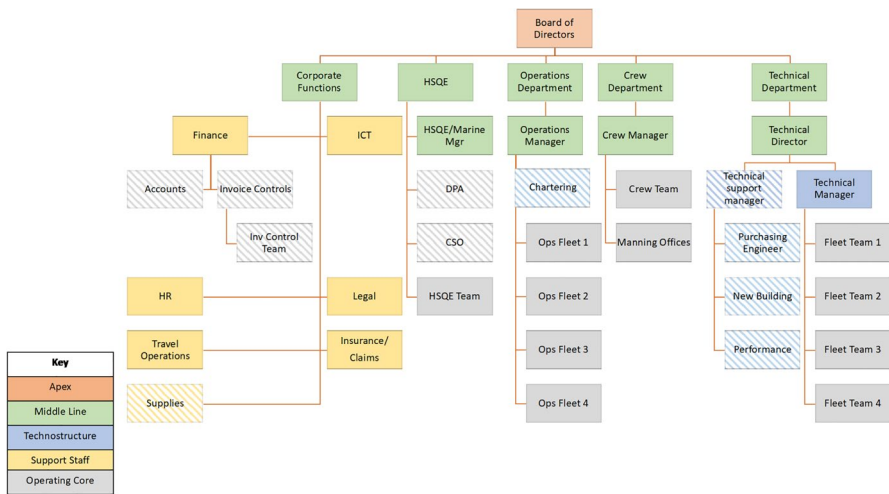 Board of
Directors
Corporate
Functions
HSQE
Operations
Department
Crew
Department
Technical
Department
Finance
ICT
HSQE/Marine
Mgr
Operations
Manager
Crew Manager
Technical
Director
Accounts
Invoice Controls
DPA
Chartering
Crew Team
Technical
support
manager
Technical
Manager
Inv Control
Team
CSO
Ops Fleet 1
Manning Offices
Purchasing
Engineer
Fleet Team 1
HR
Legal
HSQE Team
Ops Fleet 2
New Building
Fleet Team 2
Travel
Operations
Insurance/
Claims
Ops Fleet 3
Performance
Fleet Team 3
Supplies
Ops Fleet 4
Fleet Team 4
Key
Apex
Middle Line
Technostructure
Support Staff
Operating Core